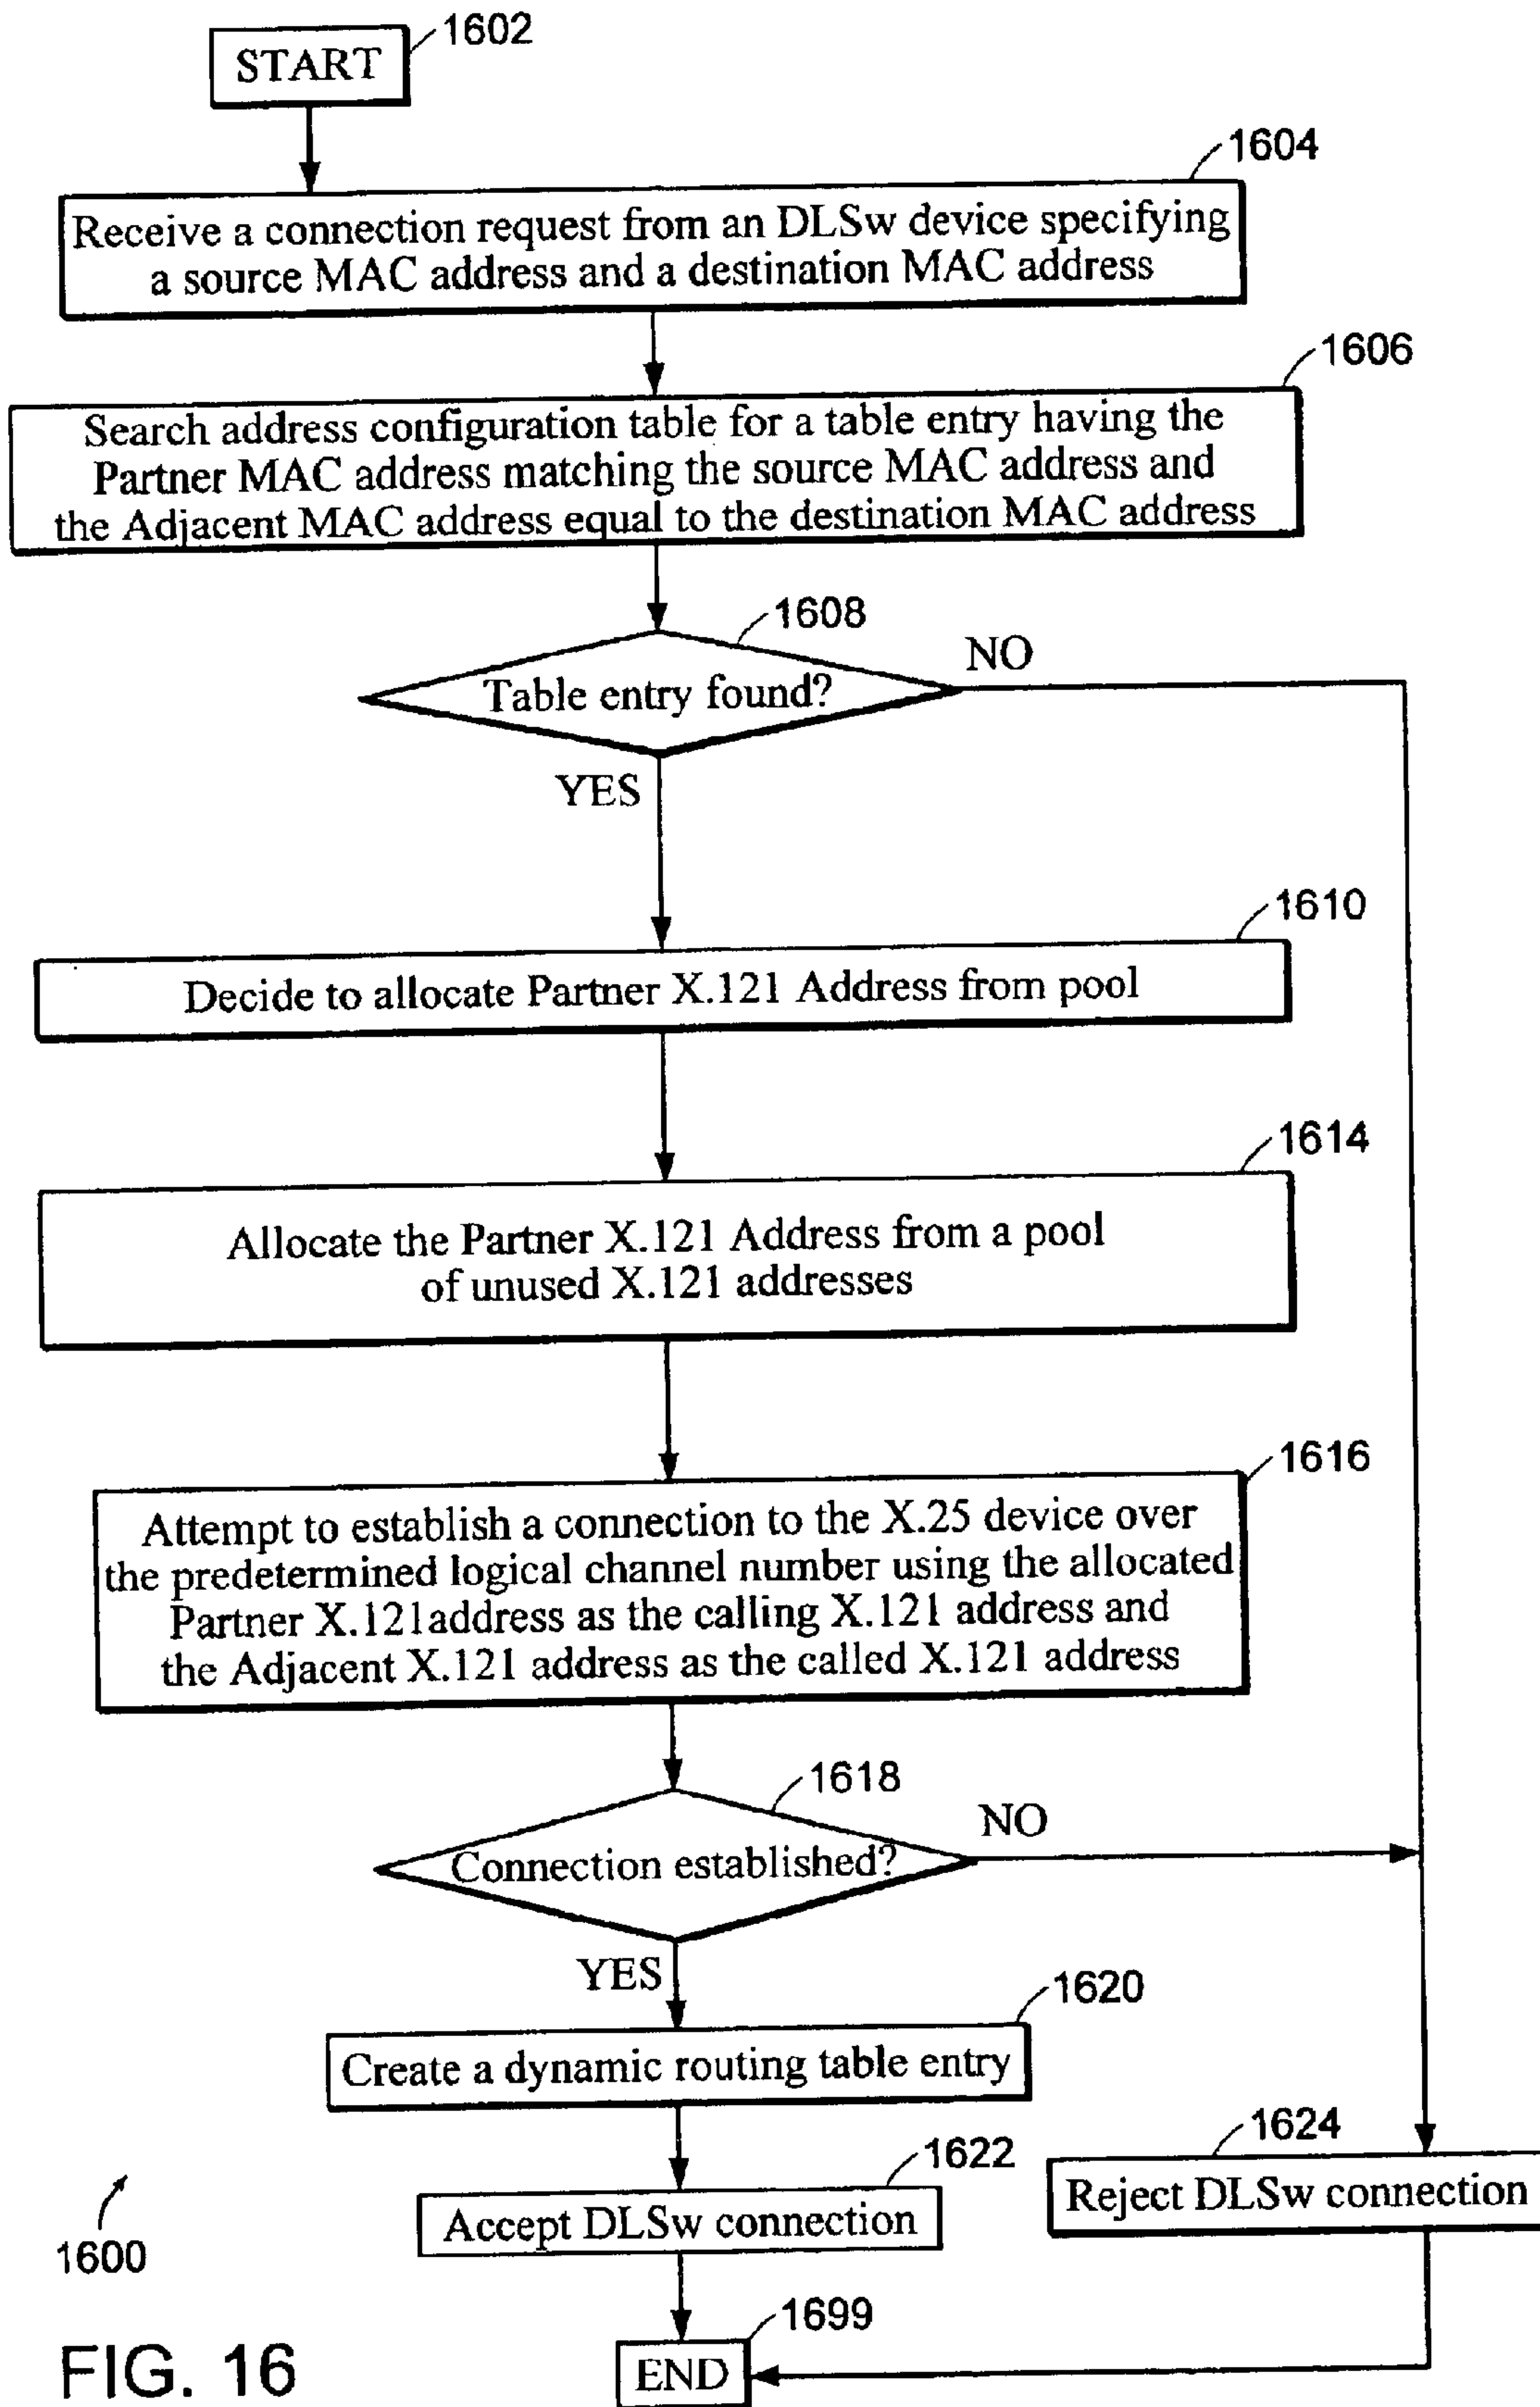 1602
START
1604
Receive a connection request from an DLSw device specifying
a source MAC address and a destination MAC address
1606
Search address configuration table for a table entry having the
Partner MAC address matching the source MAC address and
the Adjacent MAC address equal to the destination MAC address
1608
NO
Table entry found?
YES
1610
Decide to allocate Partner X.121 Address from pool
1614
Allocate the Partner X.121 Address from a pool
of unused X.121 addresses
1616
Attempt to establish a connection to the X.25 device over
the predetermined logical channel number using the allocated
Partner X.121address as the calling X.121 address and
the Adjacent X.121 address as the called X.121 address
1618
NO
Connection established?
YES
1620
Create a dynamic routing table entry
1622
Accept DLSw connection
1624
Reject DLSw connection
1600
1699
END
FIG. 16